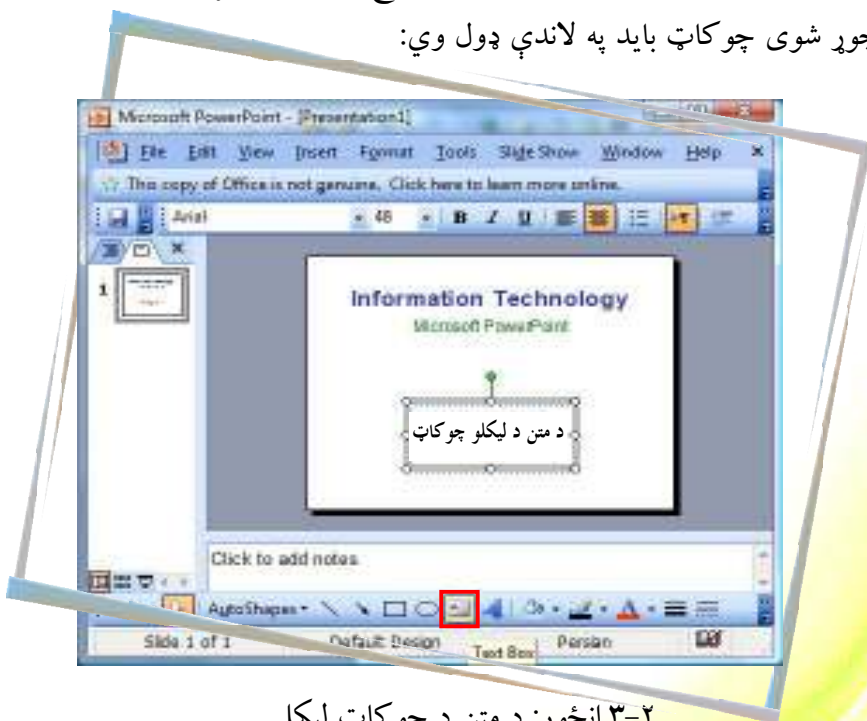 جوړ شوی چوکاټ باید په لاندې ډول وي:
Microsoft PowerPoint - [Presentation1]
File Edit View Insert Format Tools Slide Show Window Help
This copy of Office is not genuine. Click here to learn more online.
Arial 48 B I U
1
Information Technology
Microsoft PowerPoint
د متن د لیکلو چوکاټ
Click to add notes
AutoShapes
Slide 1 of 1 Default Design Persian
Text Box
۳-۲ انځور: د متن د چوکاټ لیکل